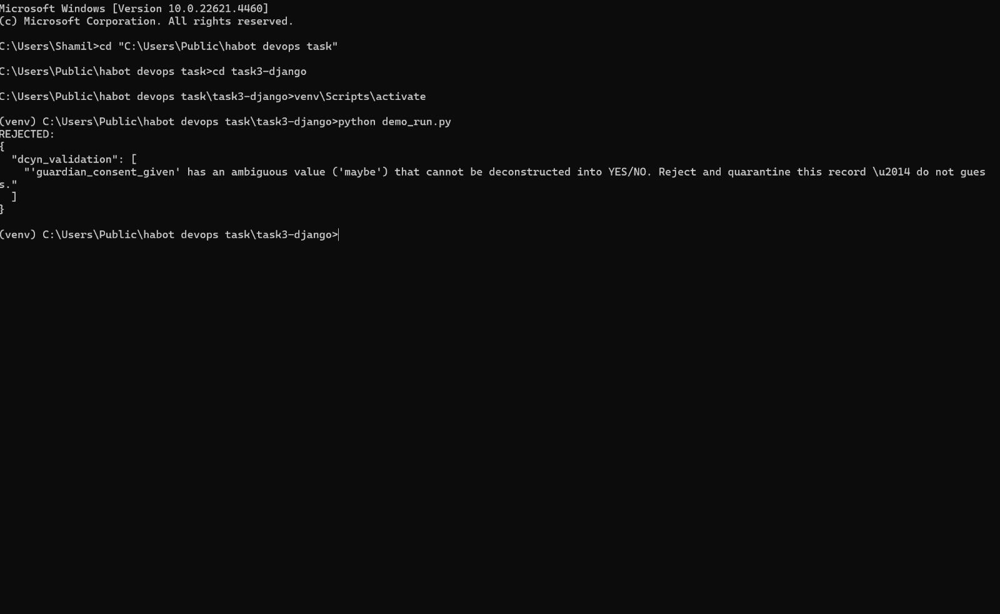 Microsoft Windows [Version 10.0.22621.4460]
(c) Microsoft Corporation. All rights reserved.
C:\Users\Shamil>cd "C:\Users\Public\habot devops task"
C:\Users\Public\habot devops task>cd task3-django
C:\Users\Public\habot devops task\task3-django>venv\Scripts\activate
(venv) C:\Users\Public\habot devops task\task3-django>python demo_run.py
REJECTED:
{
  "dcyn_validation": [
    "'guardian_consent_given' has an ambiguous value ('maybe') that cannot be deconstructed into YES/NO. Reject and quarantine this record \u2014 do not gues
s."
  ]
}
(venv) C:\Users\Public\habot devops task\task3-django>